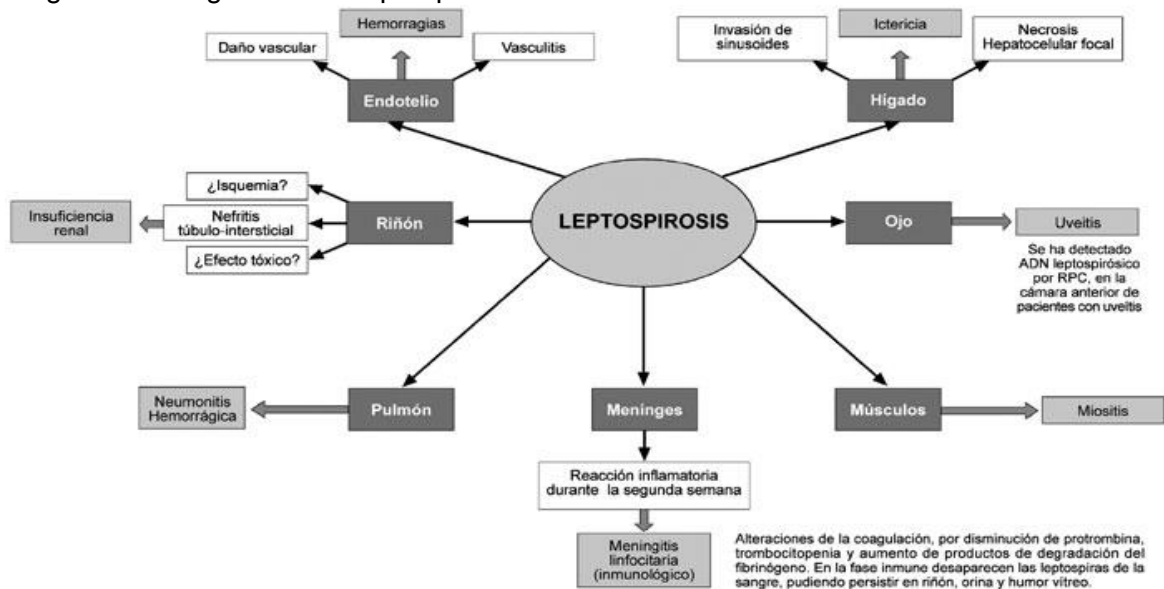 Hemorragias
Daño vascular
Vasculitis
Endotelio
Invasión de
sinusoides
Ictericia
Necrosis
Hepatocelular focal
Hígado
¿Isquemia?
Insuficiencia
renal
Nefritis
túbulo-intersticial
Riñón
¿Efecto tóxico?
LEPTOSPIROSIS
Ojo
Uveitis
Se ha detectado
ADN leptospirósico
por RPC, en la
cámara anterior de
pacientes con uveítis
Neumonitis
Hemorrágica
Pulmón
Meninges
Músculos
Miositis
Reacción inflamatoria
durante la segunda semana
Meningitis
linfocitaria
(inmunológico)
Alteraciones de la coagulación, por disminución de protrombina,
trombocitopenia y aumento de productos de degradación del
fibrinógeno. En la fase inmune desaparecen las leptospiras de la
sangre, pudiendo persistir en riñón, orina y humor vítreo.